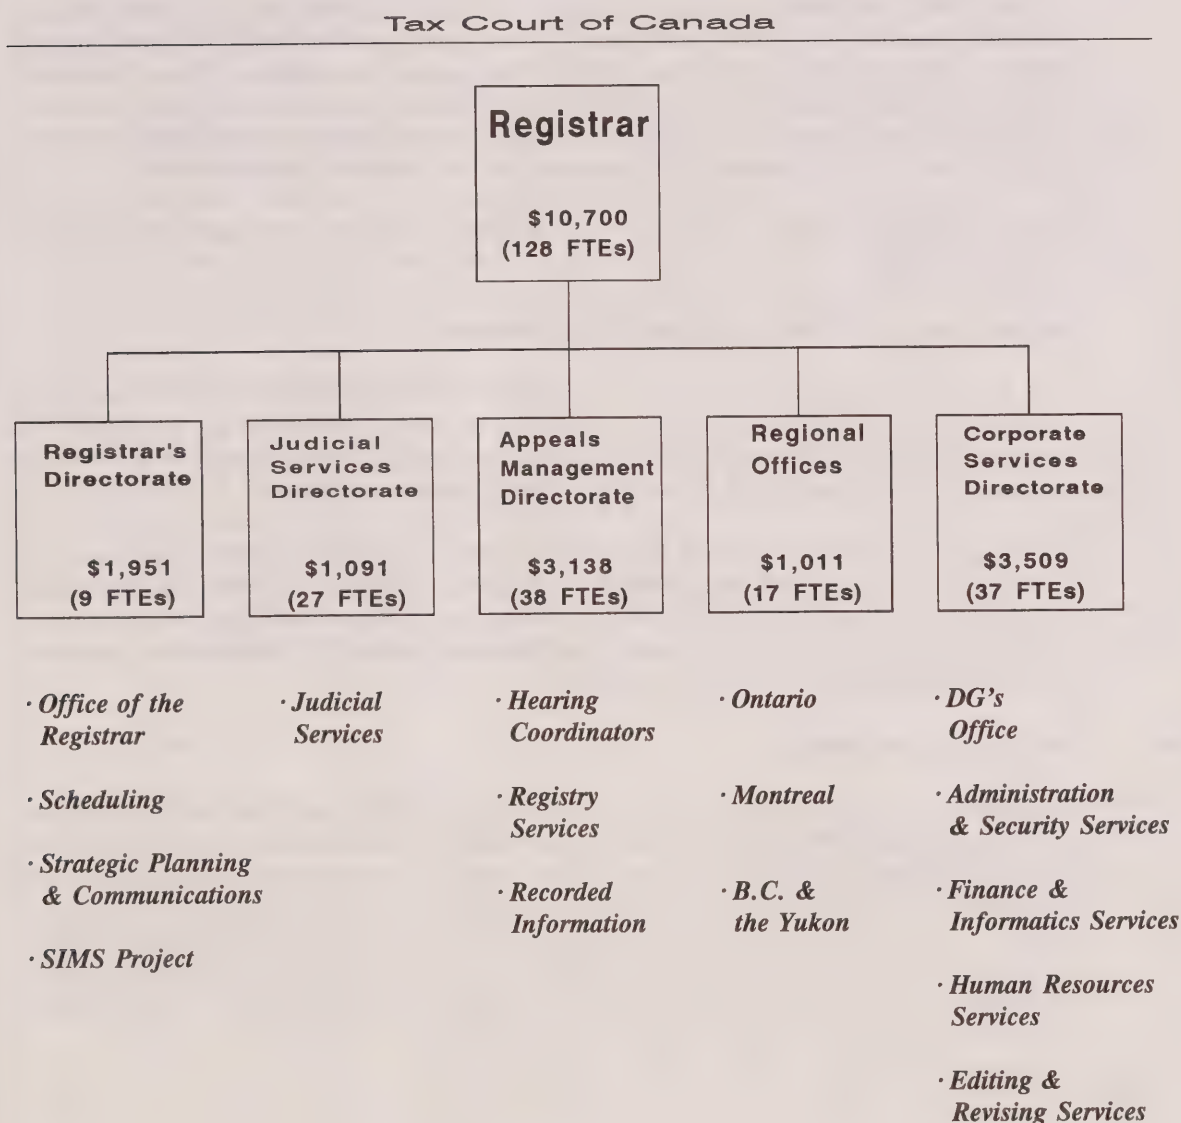 Tax Court of Canada
Registrar
$10,700
(128 FTEs)
Registrar's
Directorate
$1,951
(9 FTEs)
Judicial
Services
Directorate
$1,091
(27 FTEs)
Appeals
Management
Directorate
$3,138
(38 FTEs)
Regional
Offices
$1,011
(17 FTEs)
Corporate
Services
Directorate
$3,509
(37 FTEs)
· Office of the
Registrar
· Scheduling
· Strategic Planning
& Communications
· SIMS Project
· Judicial
Services
· Hearing
Coordinators
· Registry
Services
· Recorded
Information
· Ontario
· Montreal
· B.C. &
the Yukon
· DG's
Office
· Administration
& Security Services
· Finance &
Informatics Services
· Human Resources
Services
· Editing &
Revising Services